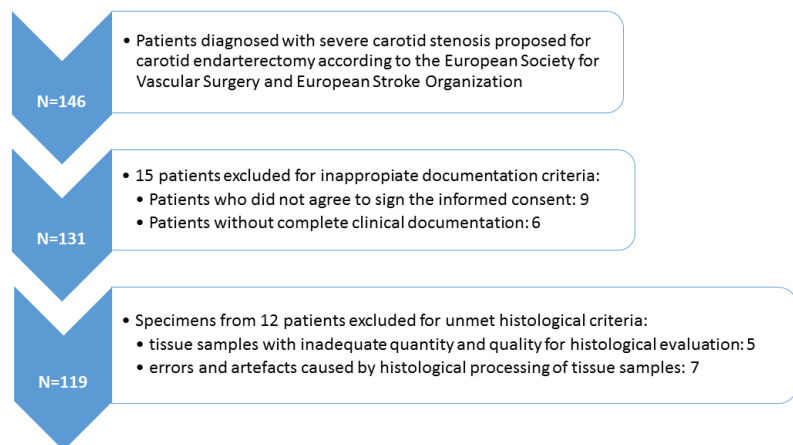 • Patients diagnosed with severe carotid stenosis proposed for
carotid endarterectomy according to the European Society for
Vascular Surgery and European Stroke Organization
N=146
• 15 patients excluded for inappropiate documentation criteria:
• Patients who did not agree to sign the informed consent: 9
• Patients without complete clinical documentation: 6
N=131
• Specimens from 12 patients excluded for unmet histological criteria:
• tissue samples with inadequate quantity and quality for histological evaluation: 5
• errors and artefacts caused by histological processing of tissue samples: 7
N=119